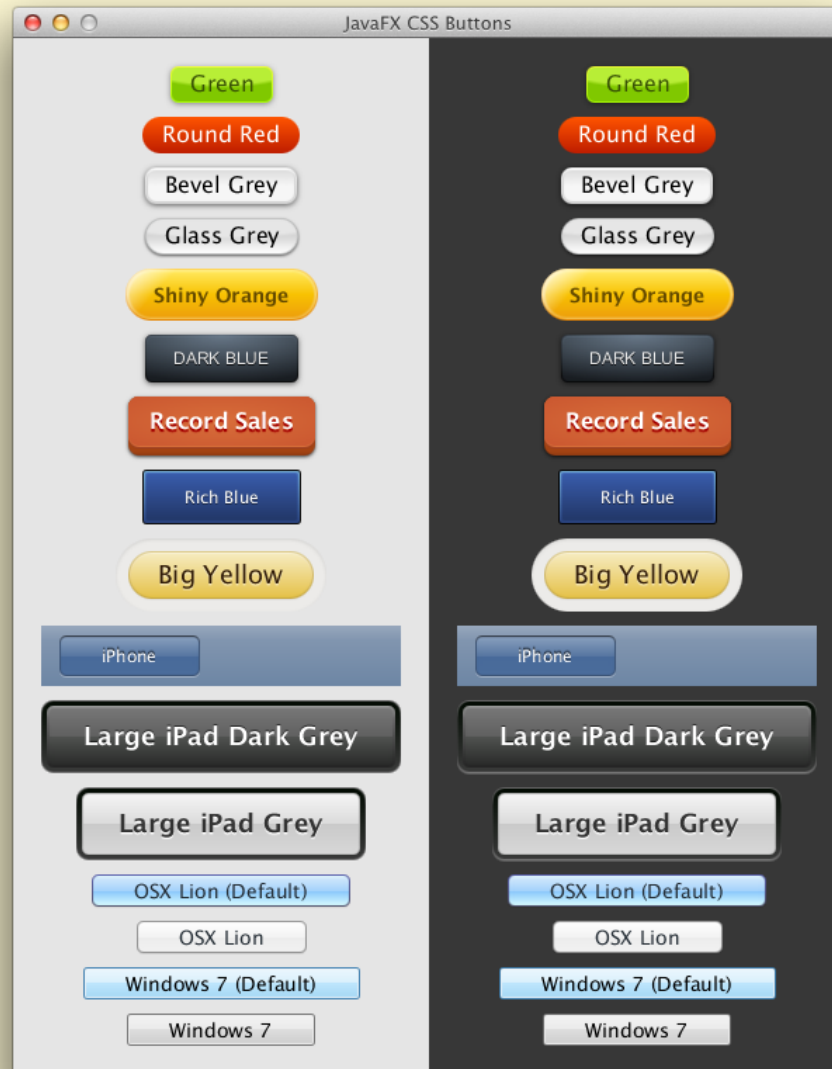 JavaFX CSS Buttons
Green
Round Red
Bevel Grey
Glass Grey
Shiny Orange
DARK BLUE
Record Sales
Rich Blue
Big Yellow
iPhone
Large iPad Dark Grey
Large iPad Grey
OSX Lion (Default)
OSX Lion
Windows 7 (Default)
Windows 7
Green
Round Red
Bevel Grey
Glass Grey
Shiny Orange
DARK BLUE
Record Sales
Rich Blue
Big Yellow
iPhone
Large iPad Dark Grey
Large iPad Grey
OSX Lion (Default)
OSX Lion
Windows 7 (Default)
Windows 7